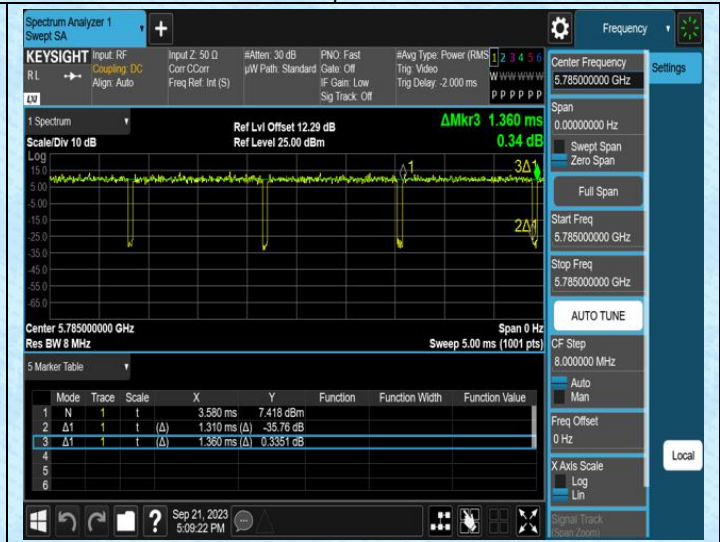 Spectrum Analyzer 1
Swept SA
+
Frequency
KEYSIGHT
RL
LXI
Input: RF
Coupling: DC
Align: Auto
Input Z: 50 Ω
Corr CCorr
Freq Ref: Int (S)
#Atten: 30 dB
µW Path: Standard
PNO: Fast
Gate: Off
IF Gain: Low
Sig Track: Off
#Avg Type: Power (RMS
Trig: Video
Trig Delay: -2.000 ms
1 2 3 4 5 6
W W W W W W
P P P P P P
Center Frequency
5.785000000 GHz
Settings
Span
0.00000000 Hz
Swept Span
Zero Span
Full Span
Start Freq
5.785000000 GHz
Stop Freq
5.785000000 GHz
AUTO TUNE
CF Step
8.000000 MHz
Auto
Man
Freq Offset
0 Hz
X Axis Scale
Log
Lin
Signal Track
(Span Zoom)
Local
1 Spectrum
Scale/Div 10 dB
Ref Lvl Offset 12.29 dB
Ref Level 25.00 dBm
ΔMkr3 1.360 ms
0.34 dB
Log
15.0
5.00
-5.00
-15.0
-25.0
-35.0
-45.0
-55.0
-65.0
1
3Δ1
2Δ1
Center 5.785000000 GHz
Res BW 8 MHz
Span 0 Hz
Sweep 5.00 ms (1001 pts)
5 Marker Table
Mode Trace Scale X Y Function Function Width Function Value
1 N 1 t 3.580 ms 7.418 dBm
2 Δ1 1 t (Δ) 1.310 ms (Δ) -35.76 dB
3 Δ1 1 t (Δ) 1.360 ms (Δ) 0.3351 dB
4
5
6
?
Sep 21, 2023
5:09:22 PM